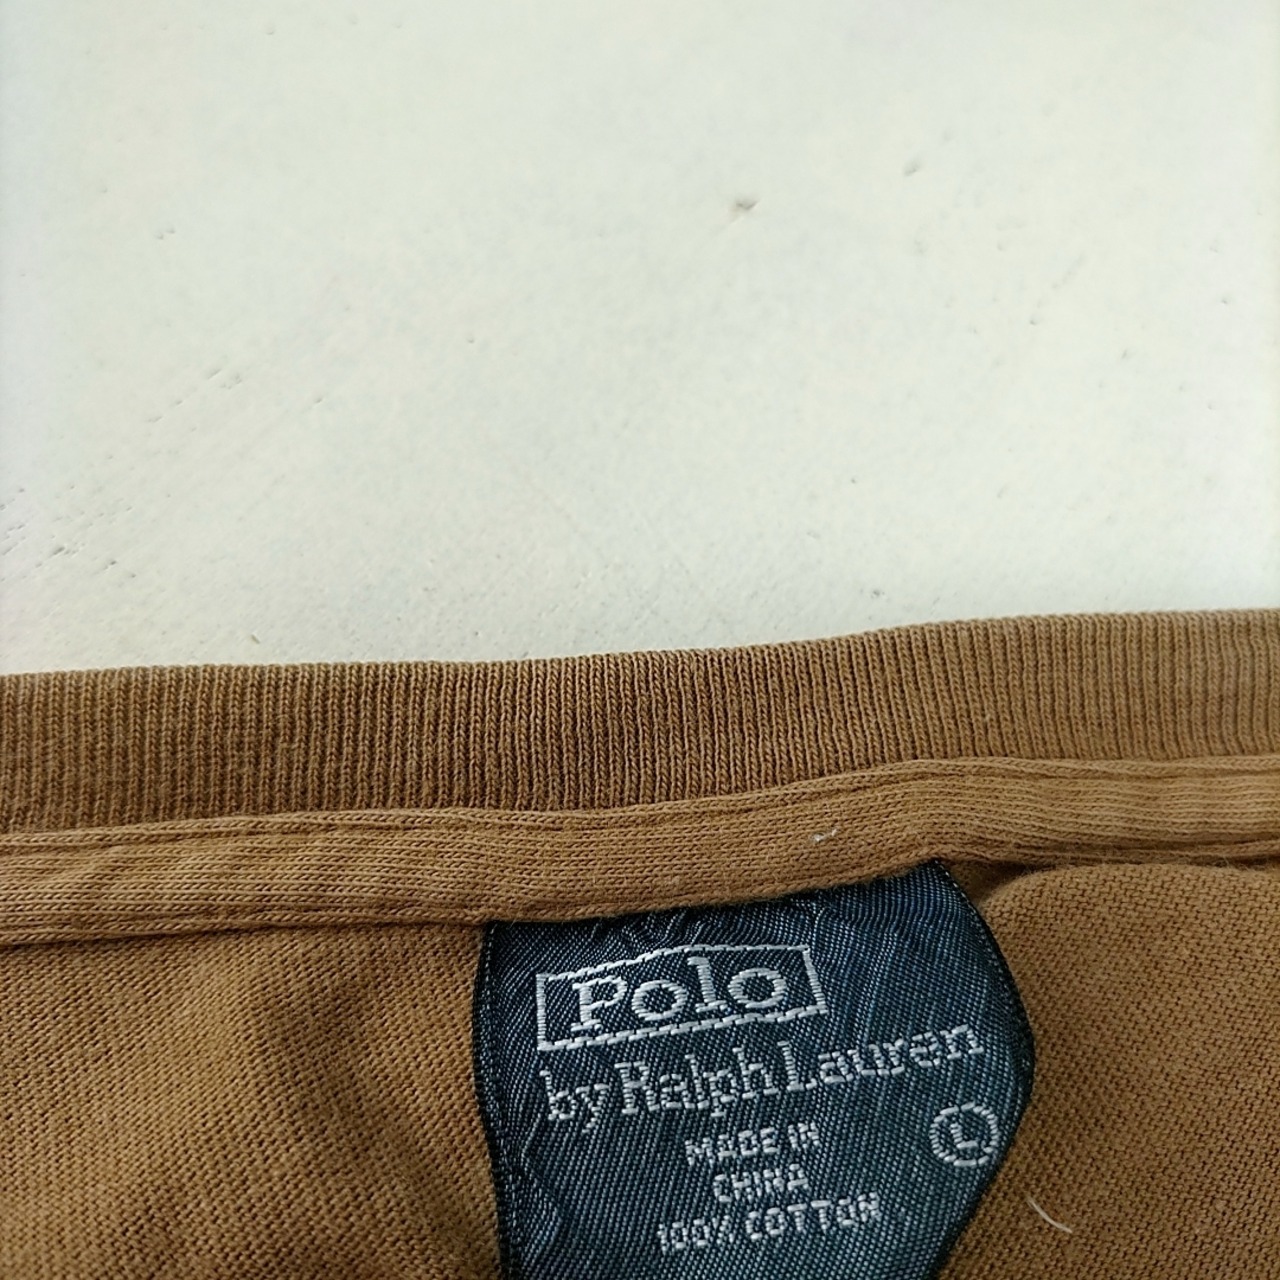 Polo
by Ralph Lauren
L
MADE IN
CHINA
100% COTTON